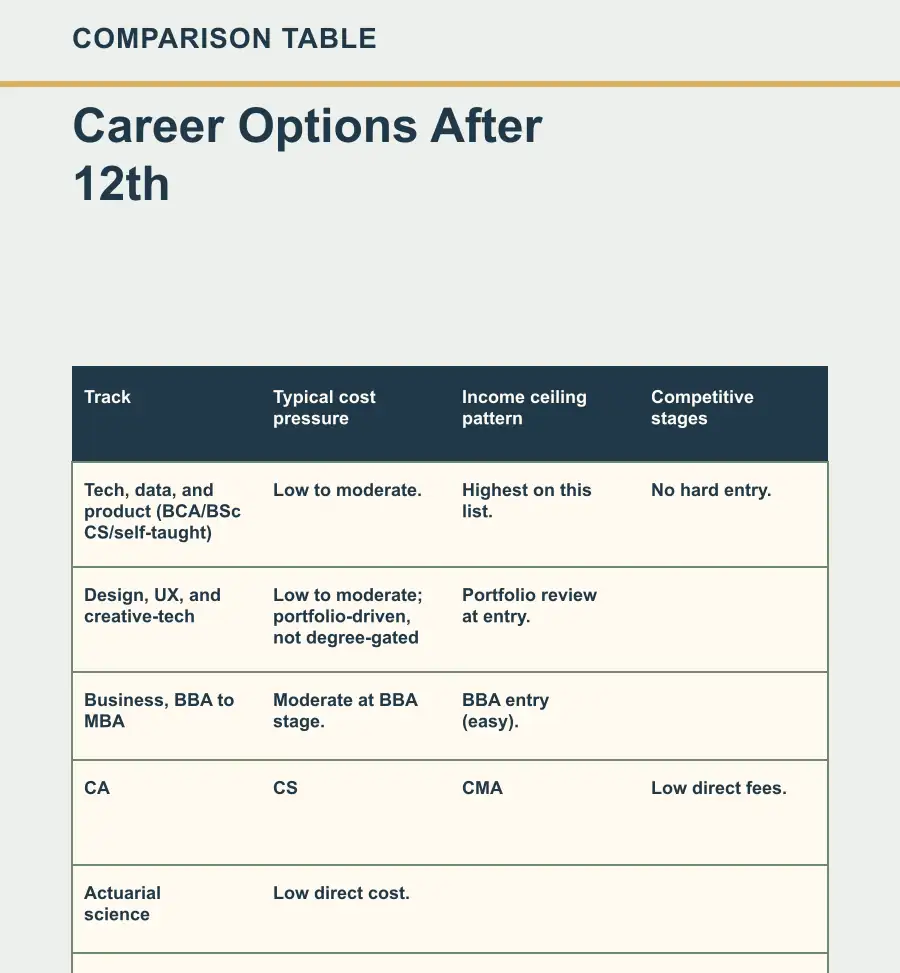 COMPARISON TABLE
Career Options After
12th
Track
Typical cost
pressure
Income ceiling
pattern
Competitive
stages
Tech, data, and
product (BCA/BSc
CS/self-taught)
Low to moderate.
Highest on this
list.
No hard entry.
Design, UX, and
creative-tech
Low to moderate;
portfolio-driven,
not degree-gated
Portfolio review
at entry.
Business, BBA to
MBA
Moderate at BBA
stage.
BBA entry
(easy).
CA
CS
CMA
Low direct fees.
Actuarial
science
Low direct cost.